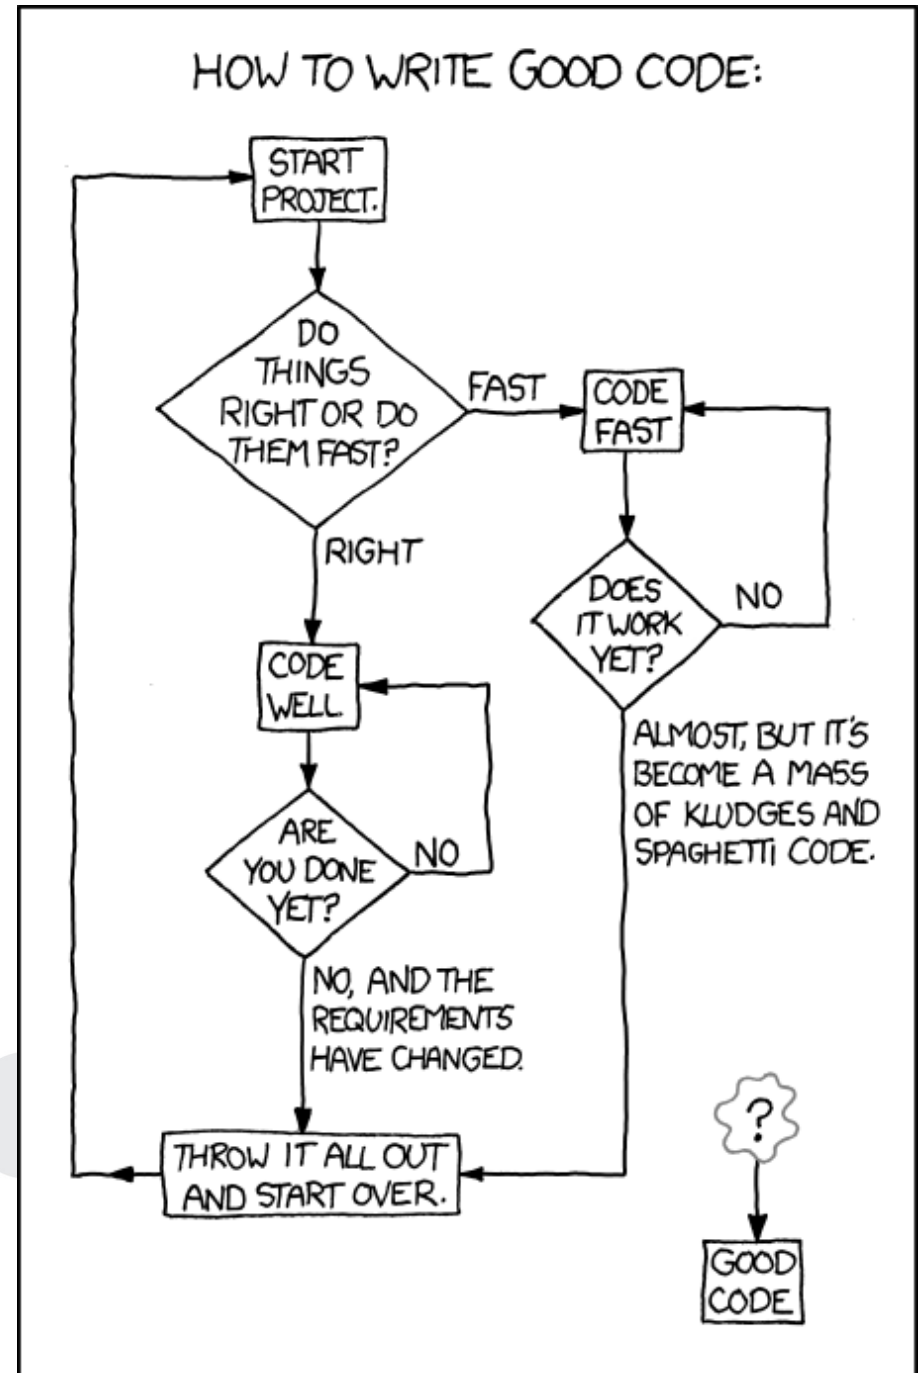 HOW TO WRITE GOOD CODE:
START
PROJECT.
DO
THINGS
RIGHT OR DO
THEM FAST?
FAST
CODE
FAST
RIGHT
DOES
IT WORK
YET?
NO
CODE
WELL.
ALMOST, BUT IT'S
BECOME A MASS
OF KLUDGES AND
SPAGHETTI CODE.
ARE
YOU DONE
YET?
NO
NO, AND THE
REQUIREMENTS
HAVE CHANGED.
THROW IT ALL OUT
AND START OVER.
?
GOOD
CODE